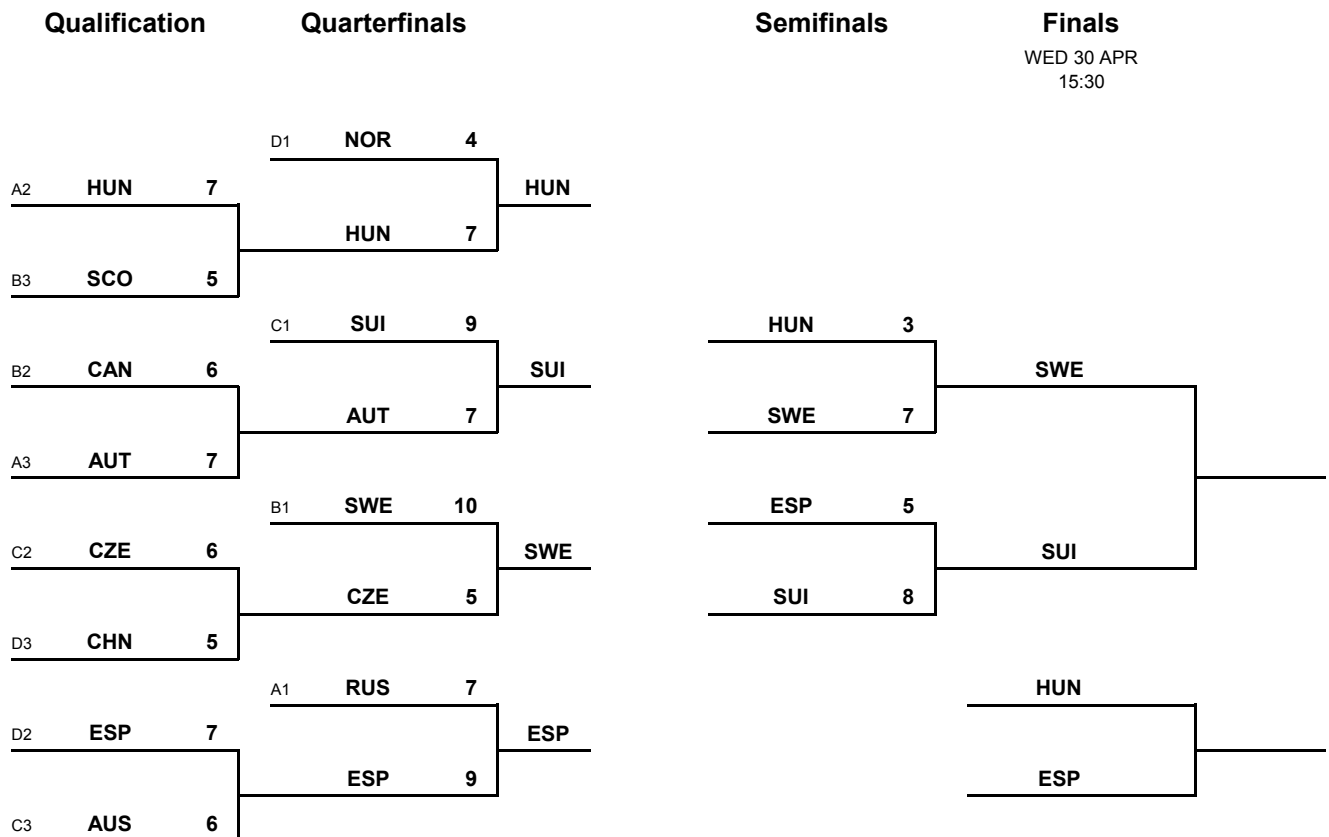 Qualification Quarterfinals Semifinals Finals
WED 30 APR
15:30
D1 NOR 4
A2 HUN 7 HUN
HUN 7
B3 SCO 5
C1 SUI 9 HUN 3
B2 CAN 6 SUI SWE
AUT 7 SWE 7
A3 AUT 7
B1 SWE 10 ESP 5
C2 CZE 6 SWE SUI
CZE 5 SUI 8
D3 CHN 5
A1 RUS 7 HUN
D2 ESP 7 ESP
ESP 9 ESP
C3 AUS 6